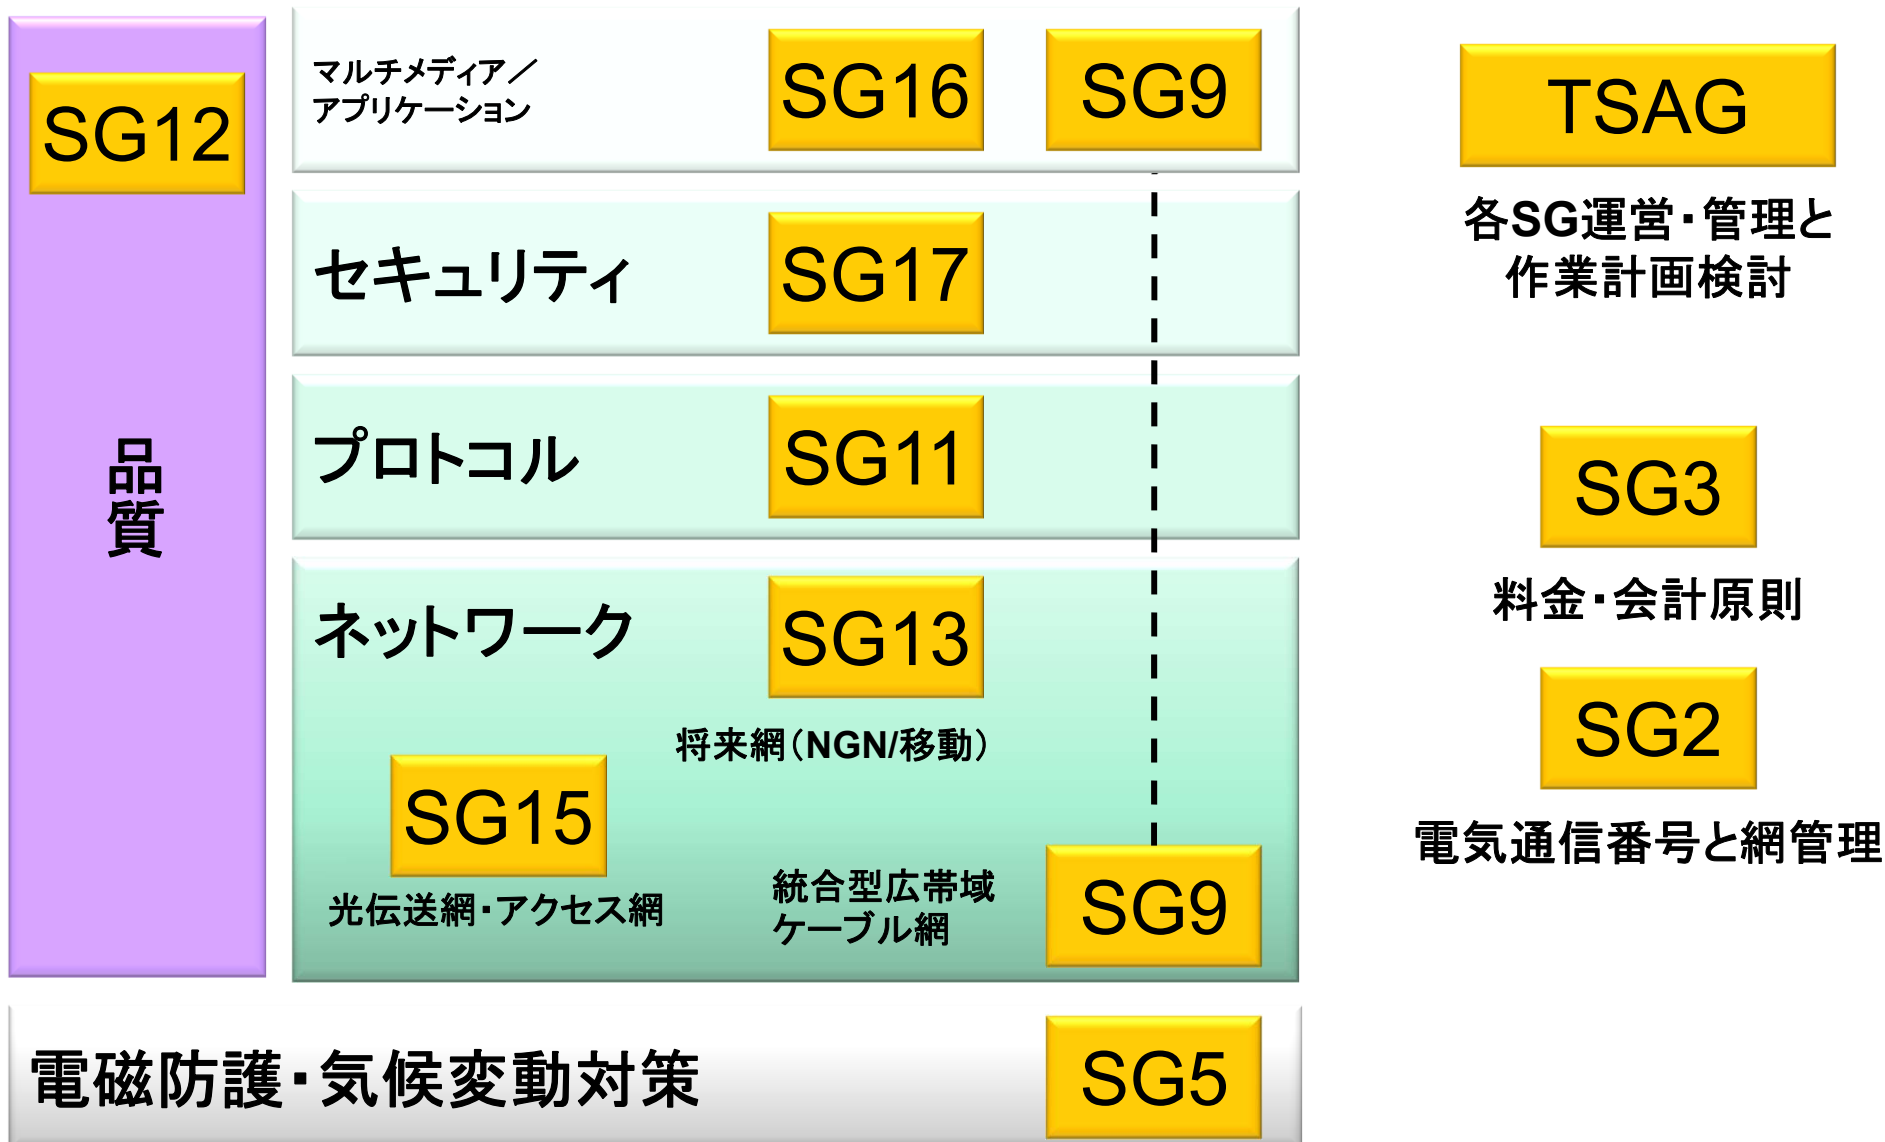 SG12
品
質
マルチメディア／
アプリケーション
SG16
SG9
セキュリティ
SG17
プロトコル
SG11
ネットワーク
SG13
将来網（NGN/移動）
SG15
光伝送網・アクセス網
統合型広帯域
ケーブル網
SG9
電磁防護・気候変動対策
SG5
TSAG
各SG運営・管理と
作業計画検討
SG3
料金・会計原則
SG2
電気通信番号と網管理